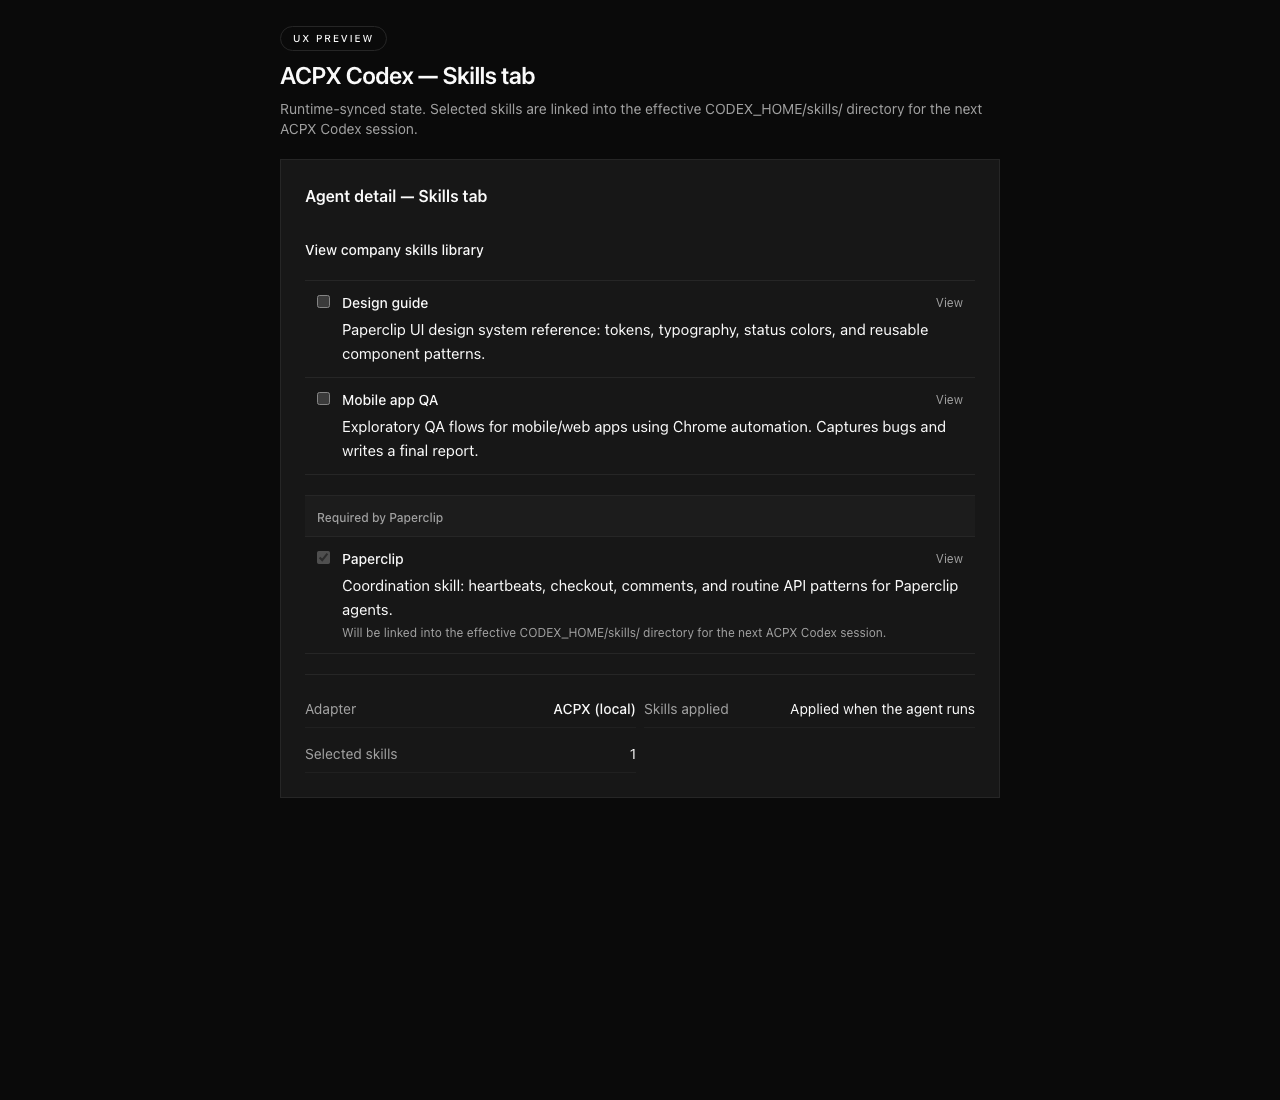 UX PREVIEW
ACPX Codex — Skills tab
Runtime-synced state. Selected skills are linked into the effective CODEX_HOME/skills/ directory for the next
ACPX Codex session.
Agent detail — Skills tab
View company skills library
Design guide View
Paperclip UI design system reference: tokens, typography, status colors, and reusable
component patterns.
Mobile app QA View
Exploratory QA flows for mobile/web apps using Chrome automation. Captures bugs and
writes a final report.
Required by Paperclip
Paperclip View
Coordination skill: heartbeats, checkout, comments, and routine API patterns for Paperclip
agents.
Will be linked into the effective CODEX_HOME/skills/ directory for the next ACPX Codex session.
Adapter ACPX (local) Skills applied Applied when the agent runs
Selected skills 1